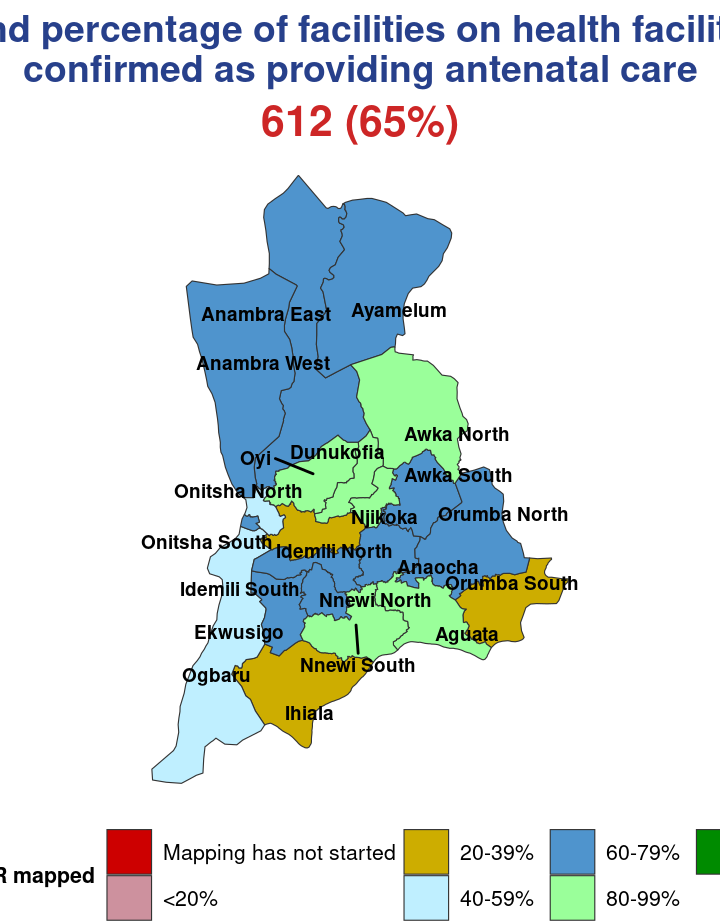 nd percentage of facilities on health facilit
confirmed as providing antenatal care
612 (65%)
Anambra East
Ayamelum
Anambra West
Awka North
Dunukofia
Oyi
Awka South
Onitsha North
Orumba North
Njikoka
Onitsha South
Idemili North
Anaocha
Orumba South
Idemili South
Nnewi North
Ekwusigo
Aguata
Nnewi South
Ogbaru
Ihiala
R mapped
Mapping has not started
20-39%
60-79%
<20%
40-59%
80-99%